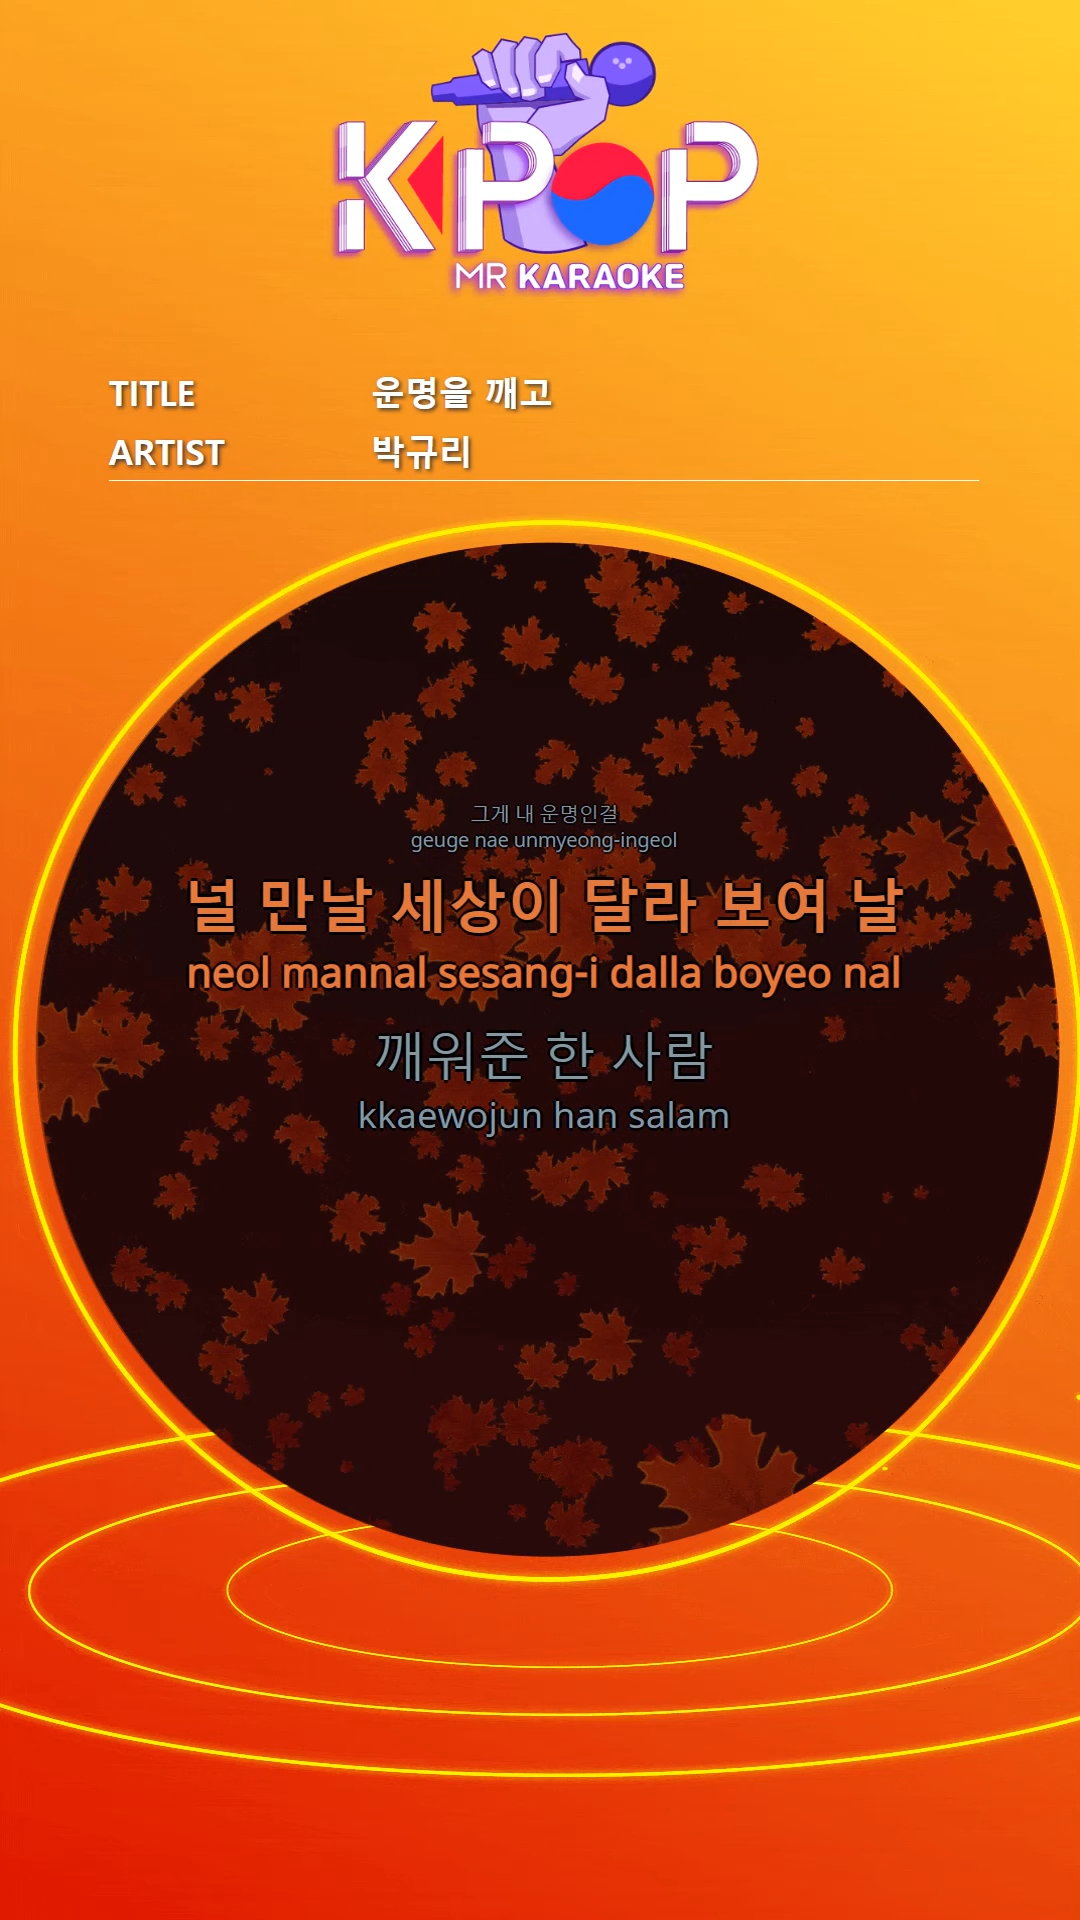 KPOP
MR KARAOKE
TITLE 운명을 깨고
ARTIST 박규리
그게 내 운명인걸
geuge nae unmyeong-ingeol
널 만날 세상이 달라 보여 날
neol mannal sesang-i dalla boyeo nal
깨워준 한 사람
kkaewojun han salam